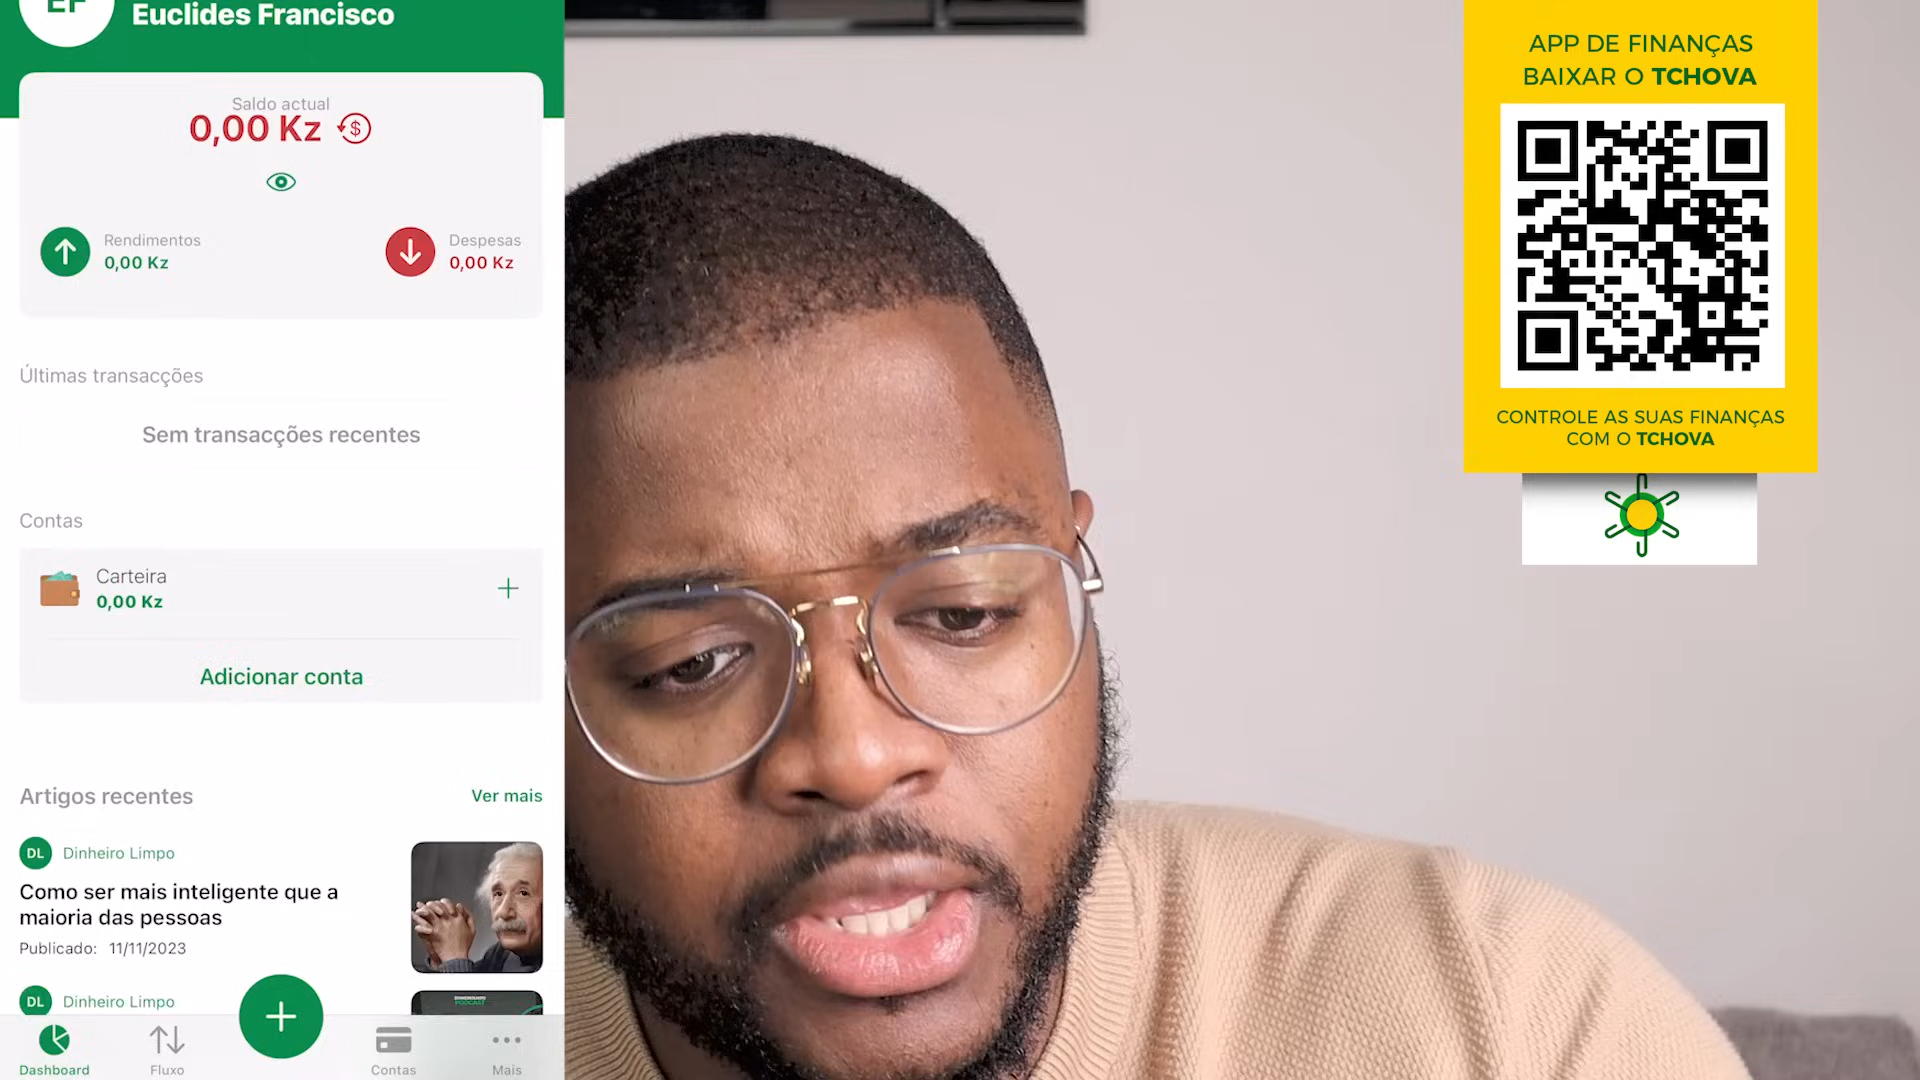 EF
Euclides Francisco
Saldo actual
0,00 Kz
$
Rendimentos
0,00 Kz
Despesas
0,00 Kz
Últimas transacções
Sem transacções recentes
Contas
Carteira
0,00 Kz
+
Adicionar conta
Artigos recentes
Ver mais
DL Dinheiro Limpo
Como ser mais inteligente que a
maioria das pessoas
Publicado: 11/11/2023
DL Dinheiro Limpo
PODCAST
+
Dashboard
Fluxo
Contas
Mais
APP DE FINANÇAS
BAIXAR O TCHOVA
CONTROLE AS SUAS FINANÇAS
COM O TCHOVA